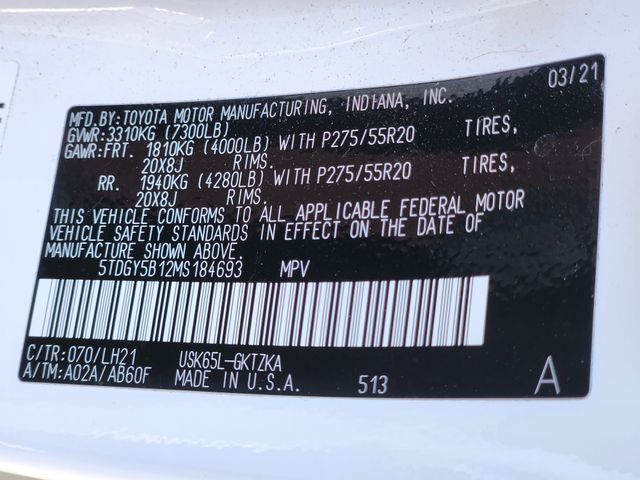 03/21
MFD.BY:TOYOTA MOTOR MANUFACTURING, INDIANA, INC.
GVWR:3310KG (7300LB)
GAWR:FRT. 1810KG (4000LB) WITH P275/55R20 TIRES,
20X8J RIMS.
RR. 1940KG (4280LB) WITH P275/55R20 TIRES,
20X8J RIMS.
THIS VEHICLE CONFORMS TO ALL APPLICABLE FEDERAL MOTOR
VEHICLE SAFETY STANDARDS IN EFFECT ON THE DATE OF
MANUFACTURE SHOWN ABOVE.
5TDGY5B12MS184693 MPV
C/TR:070/LH21 USK65L-GKTZKA
A/TM:A02A/AB60F MADE IN U.S.A. 513 A